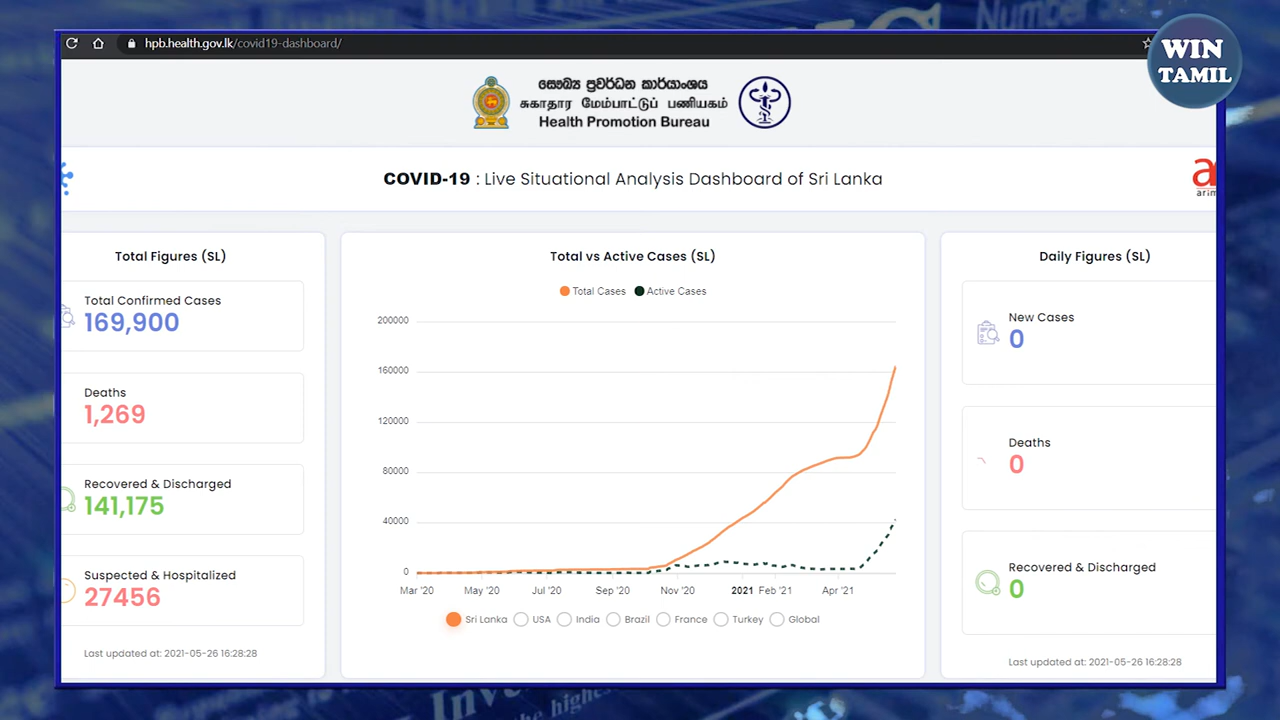 Number
hpb.health.gov.lk/covid19-dashboard/
WIN
TAMIL
සෞඛ්‍ය ප්‍රවර්ධන කාර්යාංශය
சுகாதார மேம்பாட்டுப் பணியகம்
Health Promotion Bureau
COVID-19 : Live Situational Analysis Dashboard of Sri Lanka
Total Figures (SL)
Total Confirmed Cases
169,900
Deaths
1,269
Recovered & Discharged
141,175
Suspected & Hospitalized
27456
Last updated at: 2021-05-26 16:28:28
Total vs Active Cases (SL)
Total Cases Active Cases
200000
160000
120000
80000
40000
0
Mar '20 May '20 Jul '20 Sep '20 Nov '20 2021 Feb '21 Apr '21
Sri Lanka USA India Brazil France Turkey Global
Daily Figures (SL)
New Cases
0
Deaths
0
Recovered & Discharged
0
Last updated at: 2021-05-26 16:28:28
the highes